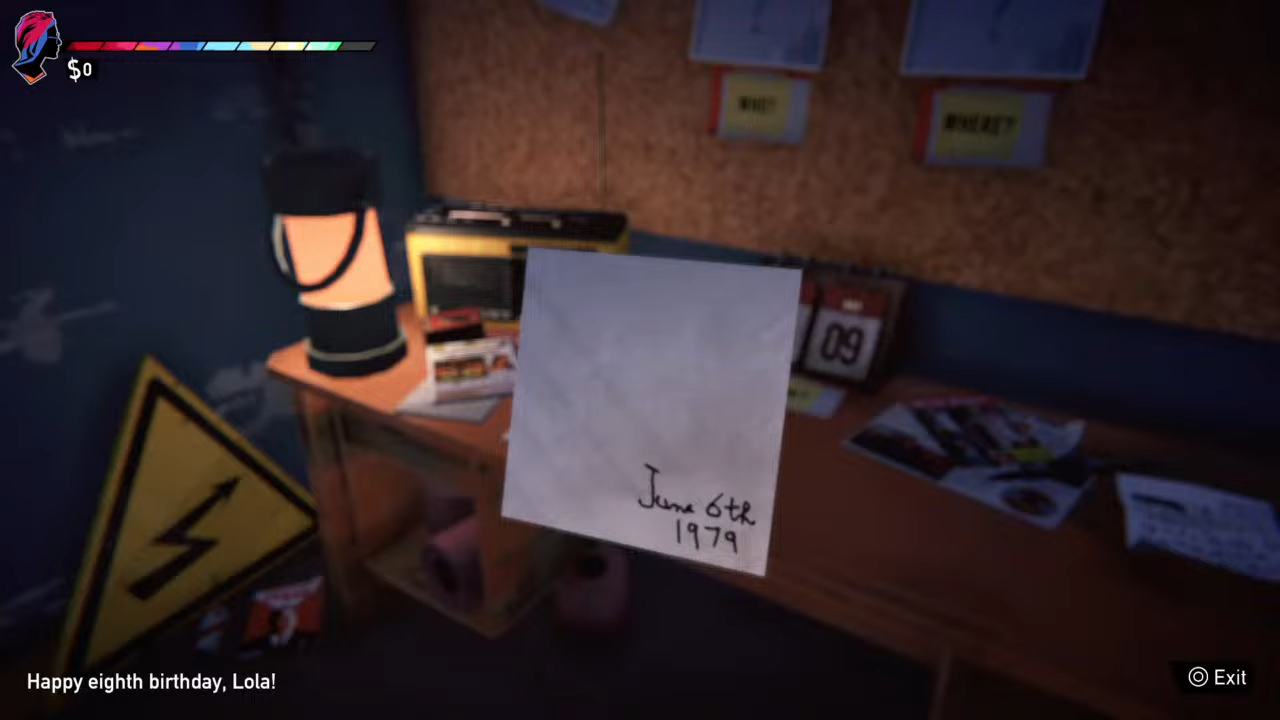 $0
WHO?
WHERE?
09
June 6th
1979
Happy eighth birthday, Lola!
Exit